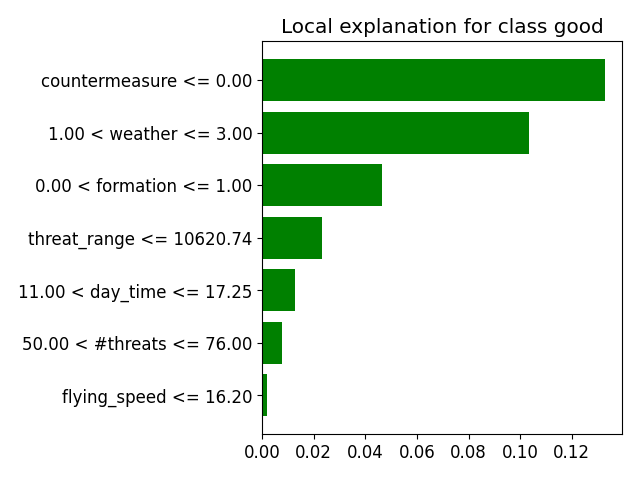 Local explanation for class good
countermeasure <= 0.00
1.00 < weather <= 3.00
0.00 < formation <= 1.00
threat_range <= 10620.74
11.00 < day_time <= 17.25
50.00 < #threats <= 76.00
flying_speed <= 16.20
0.00 0.02 0.04 0.06 0.08 0.10 0.12